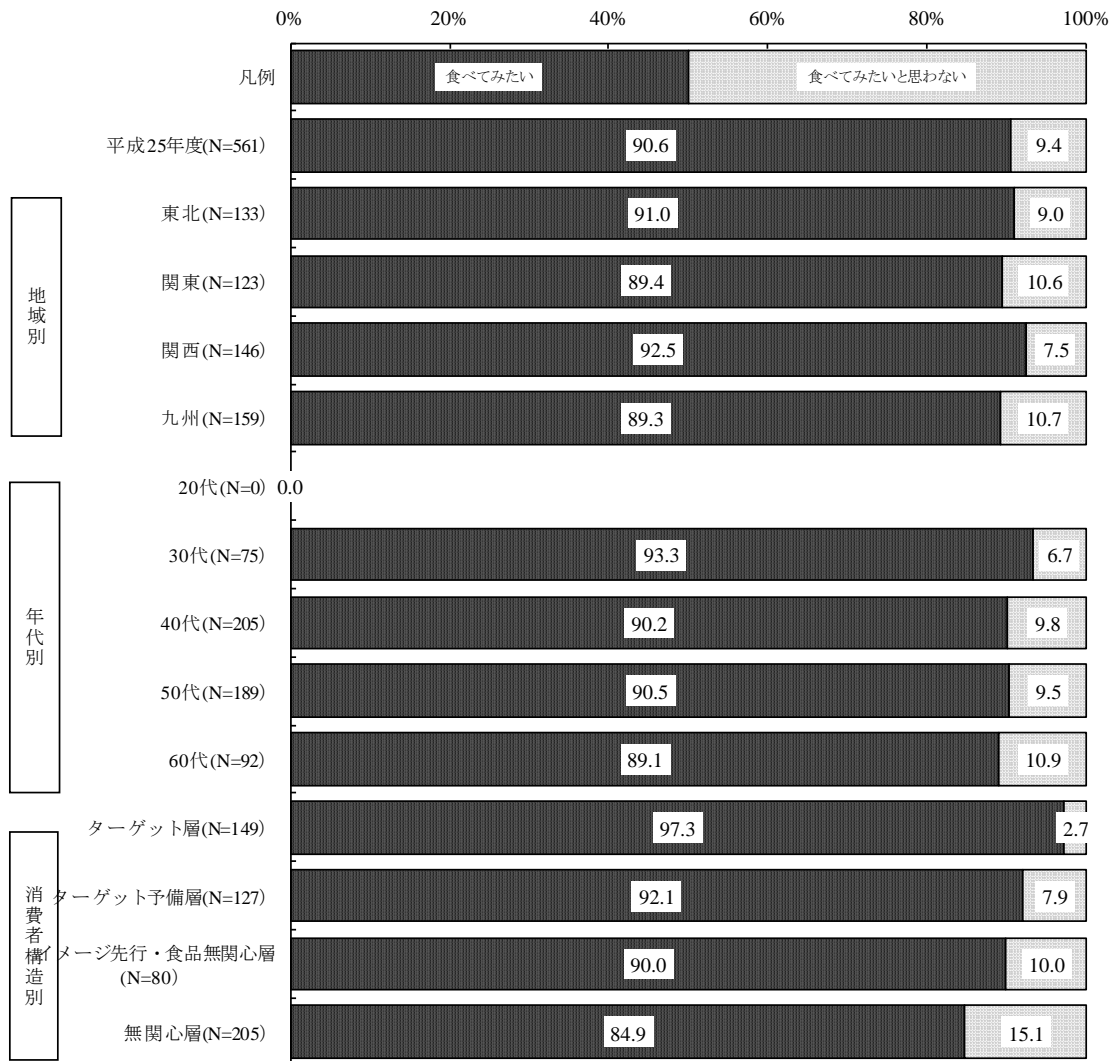 0% 20% 40% 60% 80% 100%
凡例 食べてみたい 食べてみたいと思わない
平成25年度(N=561) 90.6 9.4
地域別
東北(N=133) 91.0 9.0
関東(N=123) 89.4 10.6
関西(N=146) 92.5 7.5
九州(N=159) 89.3 10.7
年代別
20代(N=0) 0.0
30代(N=75) 93.3 6.7
40代(N=205) 90.2 9.8
50代(N=189) 90.5 9.5
60代(N=92) 89.1 10.9
消費者構造別
ターゲット層(N=149) 97.3 2.7
ターゲット予備層(N=127) 92.1 7.9
イメージ先行・食品無関心層
(N=80) 90.0 10.0
無関心層(N=205) 84.9 15.1